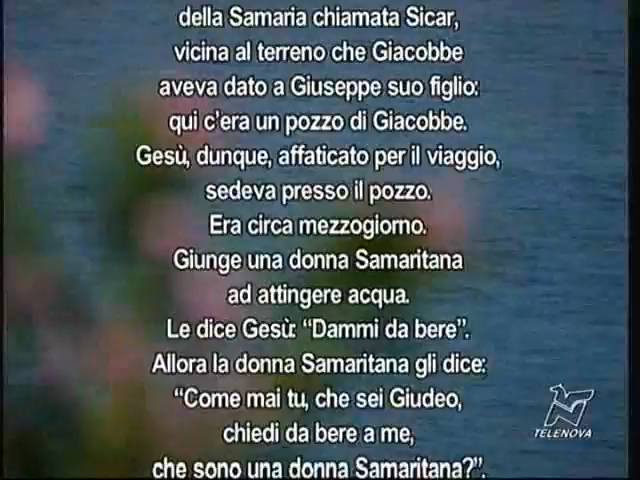 della Samaria chiamata Sicar,
vicina al terreno che Giacobbe
aveva dato a Giuseppe suo figlio:
qui c'era un pozzo di Giacobbe.
Gesù, dunque, affaticato per il viaggio,
sedeva presso il pozzo.
Era circa mezzogiorno.
Giunge una donna Samaritana
ad attingere acqua.
Le dice Gesù: “Dammi da bere”.
Allora la donna Samaritana gli dice:
“Come mai tu, che sei Giudeo,
chiedi da bere a me,
che sono una donna Samaritana?”.
TELENOVA